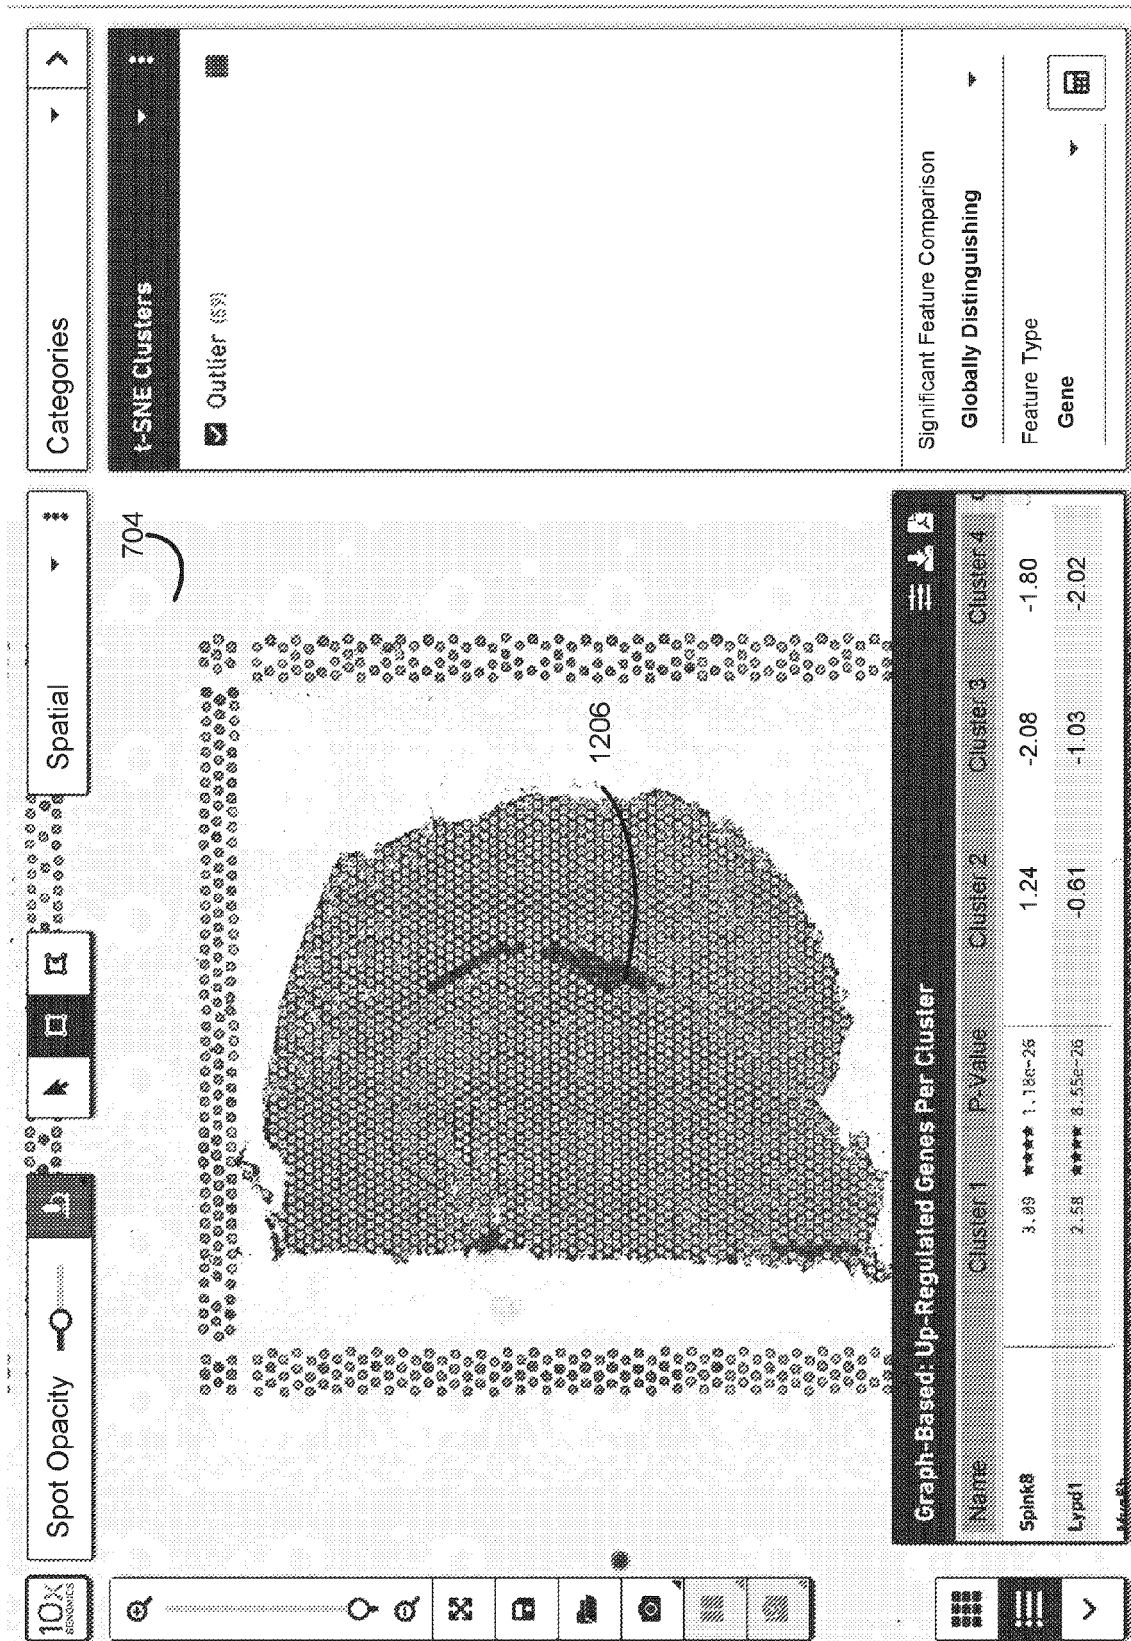 10X
GENOMICS
Spot Opacity
Spatial
Categories
704
t-SNE Clusters
Outlier (59)
1206
Significant Feature Comparison
Globally Distinguishing
Feature Type
Gene
Graph-Based: Up-Regulated Genes Per Cluster
Name Cluster 1 P-Value Cluster 2 Cluster 3 Cluster 4
Spink8 3.09 **** 1.18e-26 1.24 -2.08 -1.80
Lypd1 2.58 **** 8.55e-26 -0.61 -1.03 -2.02